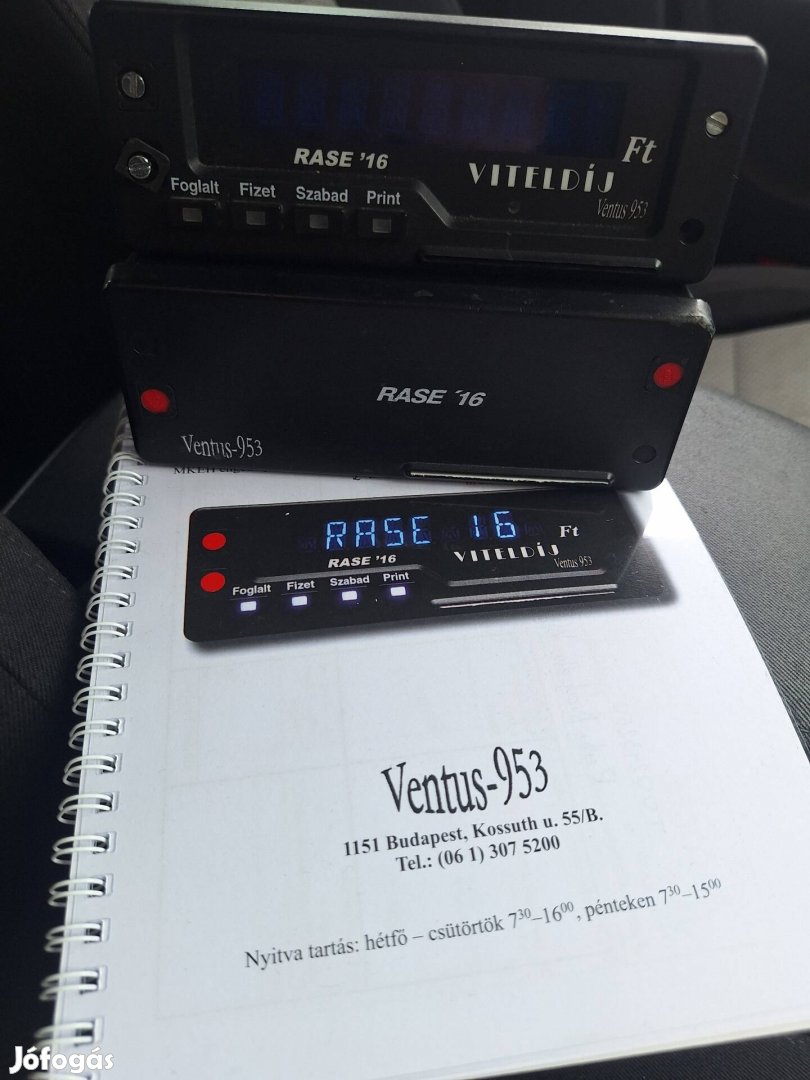 Ft
RASE '16
VITELDÍJ
Foglalt Fizet Szabad Print
Ventus 953
RASE '16
Ventus-953
RASE 16
Ft
RASE '16
VITELDÍJ
Ventus 953
Foglalt Fizet Szabad Print
Ventus-953
1151 Budapest, Kossuth u. 55/B.
Tel.: (06 1) 307 5200
Nyitva tartás: hétfő – csütörtök 7³⁰–16⁰⁰, pénteken 7³⁰–15⁰⁰
Jófogás